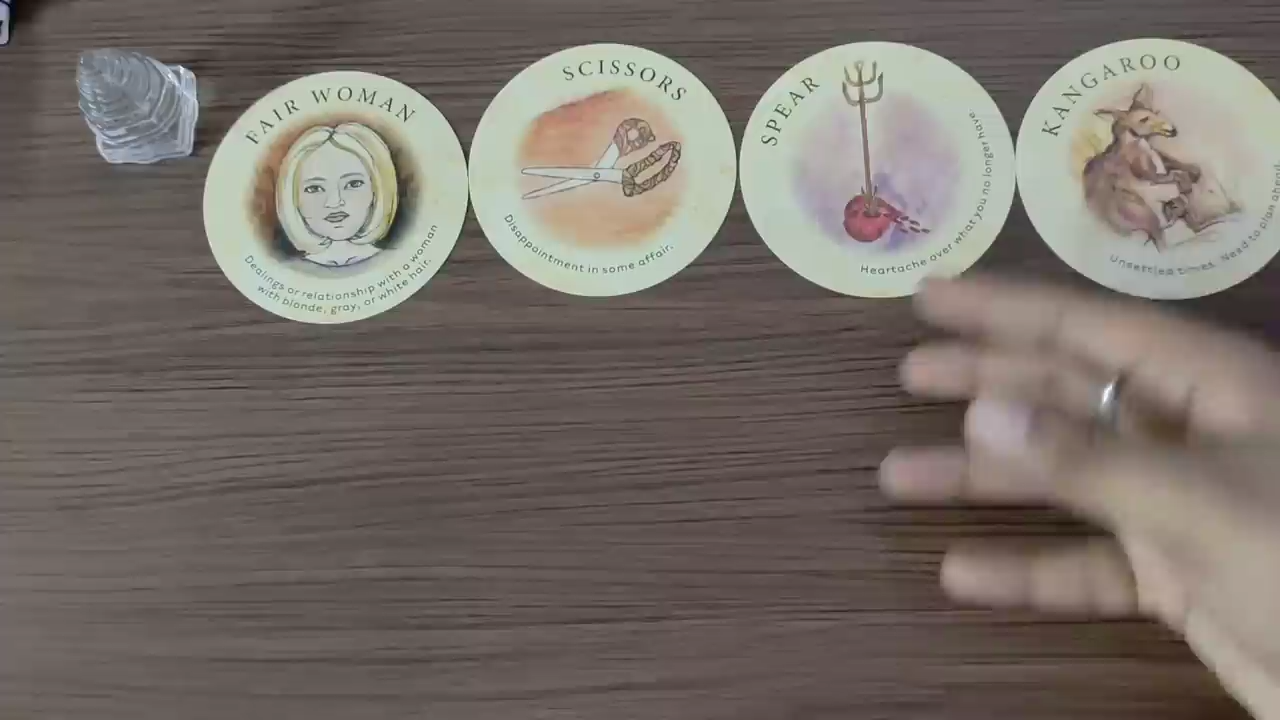 FAIR WOMAN
Dealings or relationship with a woman
with blonde, gray, or white hair.
SCISSORS
Disappointment in some affair.
SPEAR
Heartache over what you no longer have
KANGAROO
Unsettled times. Need to plan ahead